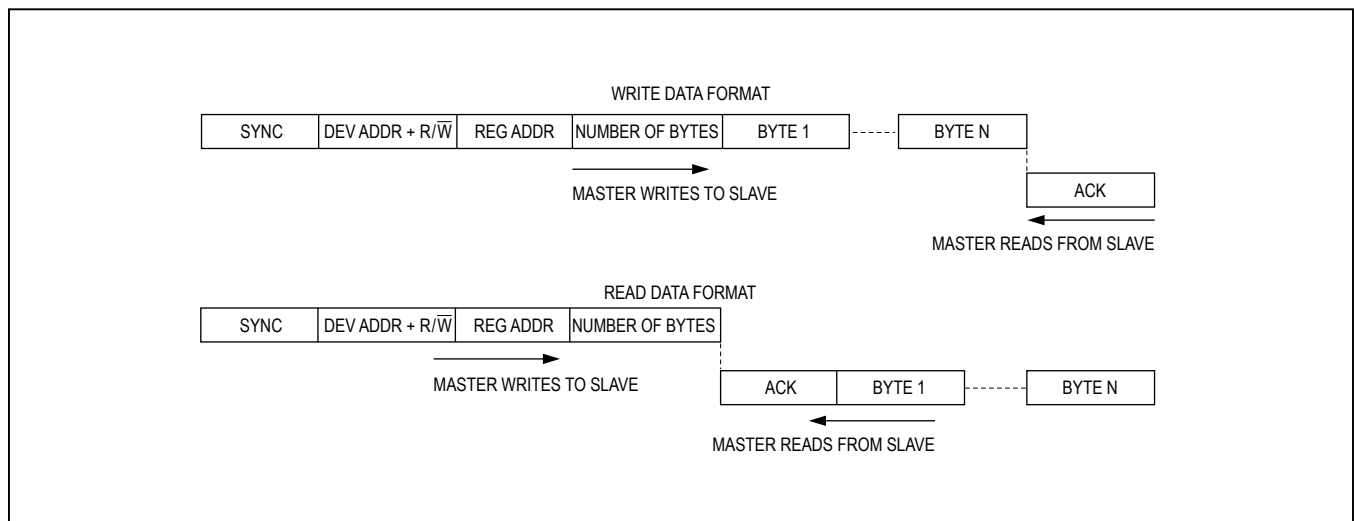 WRITE DATA FORMAT
SYNC DEV ADDR + R/W̅ REG ADDR NUMBER OF BYTES BYTE 1 BYTE N
MASTER WRITES TO SLAVE
ACK
MASTER READS FROM SLAVE
READ DATA FORMAT
SYNC DEV ADDR + R/W̅ REG ADDR NUMBER OF BYTES
MASTER WRITES TO SLAVE
ACK BYTE 1 BYTE N
MASTER READS FROM SLAVE